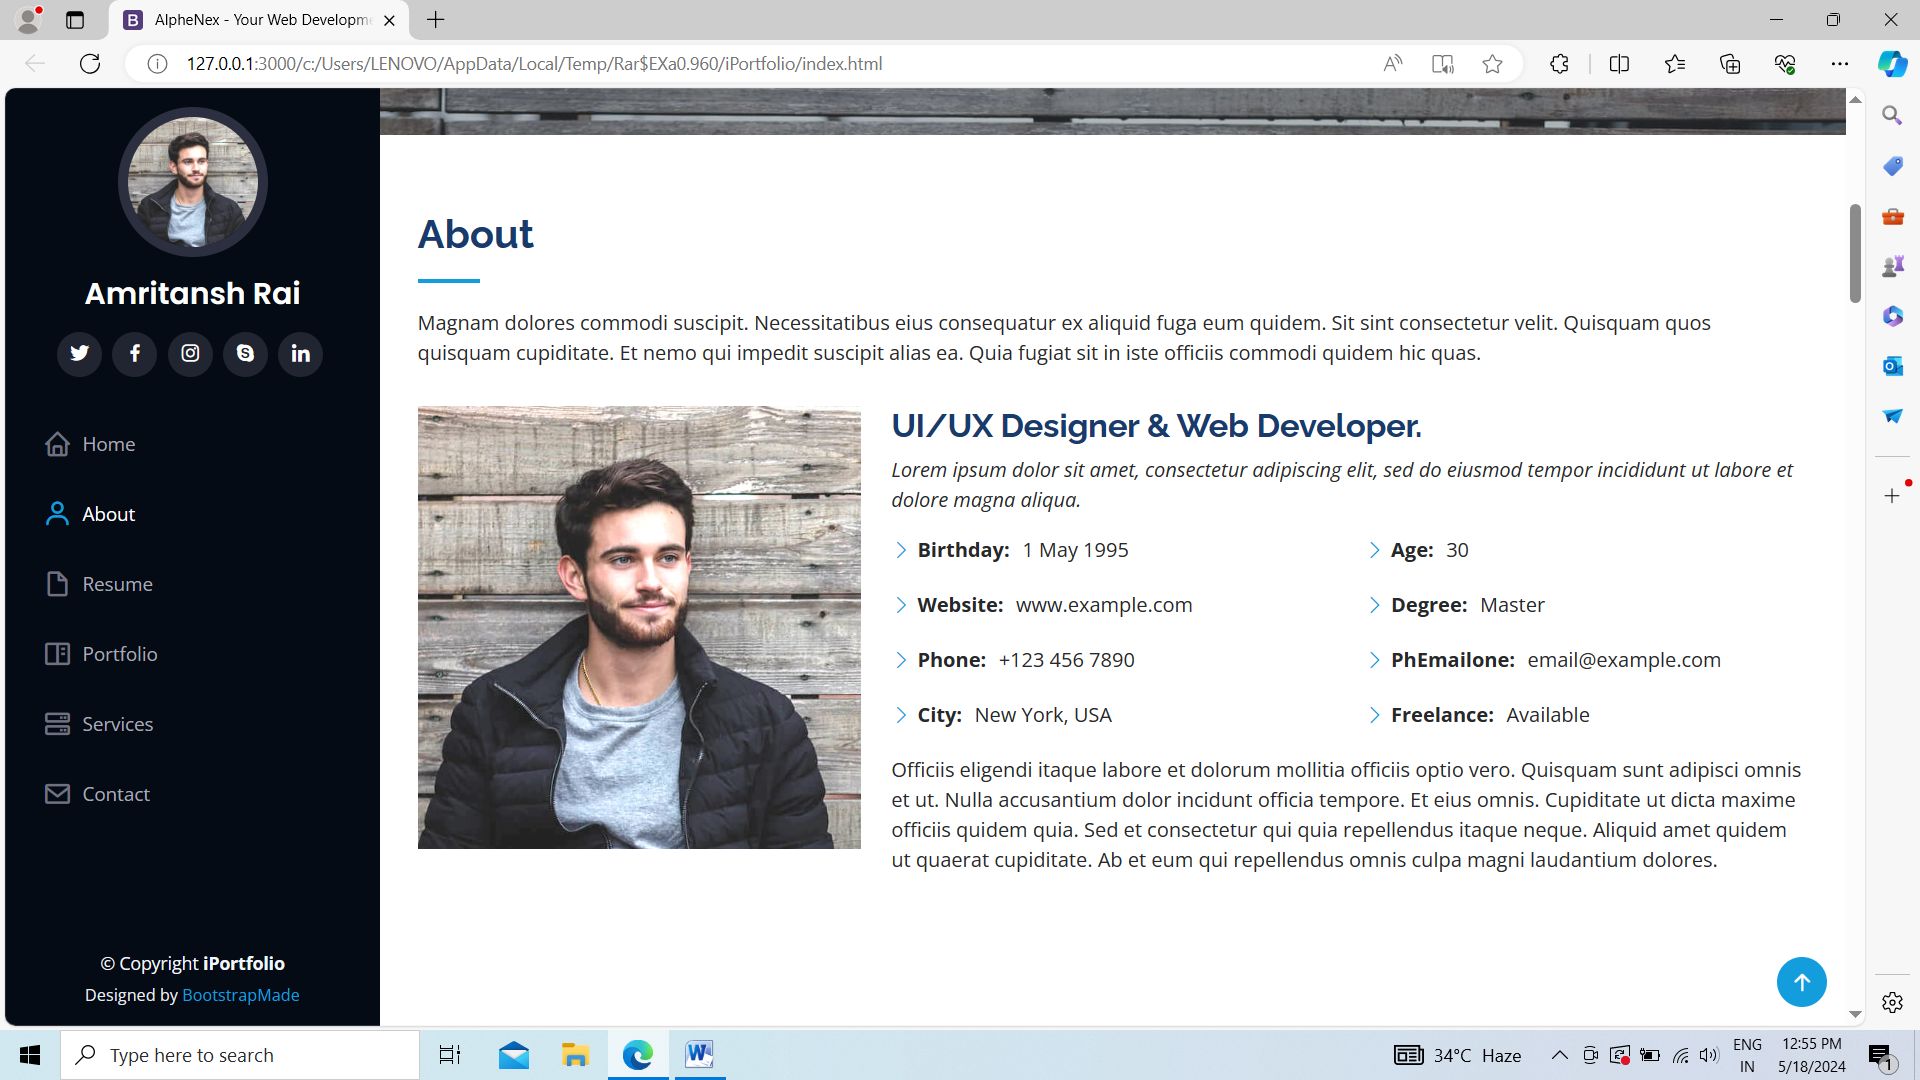 AlpheNex - Your Web Developme
127.0.0.1:3000/c:/Users/LENOVO/AppData/Local/Temp/Rar$EXa0.960/iPortfolio/index.html
Amritansh Rai
Home
About
Resume
Portfolio
Services
Contact
© Copyright iPortfolio
Designed by BootstrapMade
About
Magnam dolores commodi suscipit. Necessitatibus eius consequatur ex aliquid fuga eum quidem. Sit sint consectetur velit. Quisquam quos
quisquam cupiditate. Et nemo qui impedit suscipit alias ea. Quia fugiat sit in iste officiis commodi quidem hic quas.
UI/UX Designer & Web Developer.
Lorem ipsum dolor sit amet, consectetur adipiscing elit, sed do eiusmod tempor incididunt ut labore et
dolore magna aliqua.
Birthday: 1 May 1995
Age: 30
Website: www.example.com
Degree: Master
Phone: +123 456 7890
PhEmailone: email@example.com
City: New York, USA
Freelance: Available
Officiis eligendi itaque labore et dolorum mollitia officiis optio vero. Quisquam sunt adipisci omnis
et ut. Nulla accusantium dolor incidunt officia tempore. Et eius omnis. Cupiditate ut dicta maxime
officiis quidem quia. Sed et consectetur qui quia repellendus itaque neque. Aliquid amet quidem
ut quaerat cupiditate. Ab et eum qui repellendus omnis culpa magni laudantium dolores.
Type here to search
34°C Haze
ENG
IN
12:55 PM
5/18/2024
1